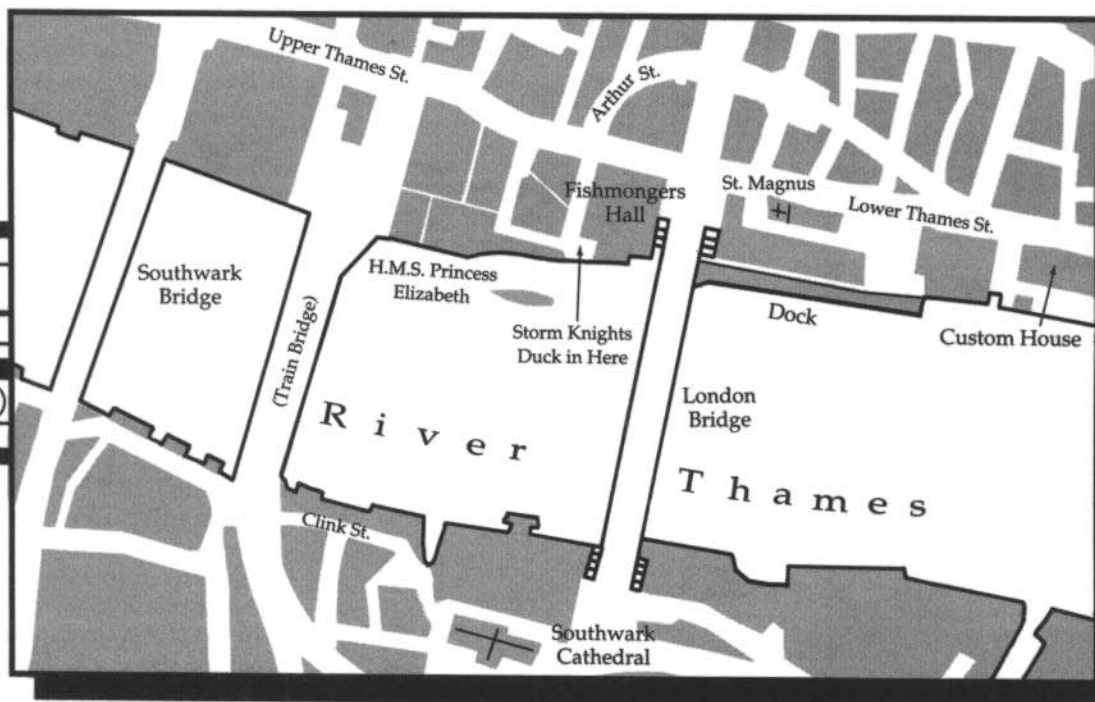 Upper Thames St.
Arthur St.
Fishmongers
Hall
St. Magnus
Lower Thames St.
Southwark
Bridge
(Train Bridge)
H.M.S. Princess
Elizabeth
Storm Knights
Duck in Here
Dock
Custom House
London
Bridge
River
Thames
Clink St.
Southwark
Cathedral